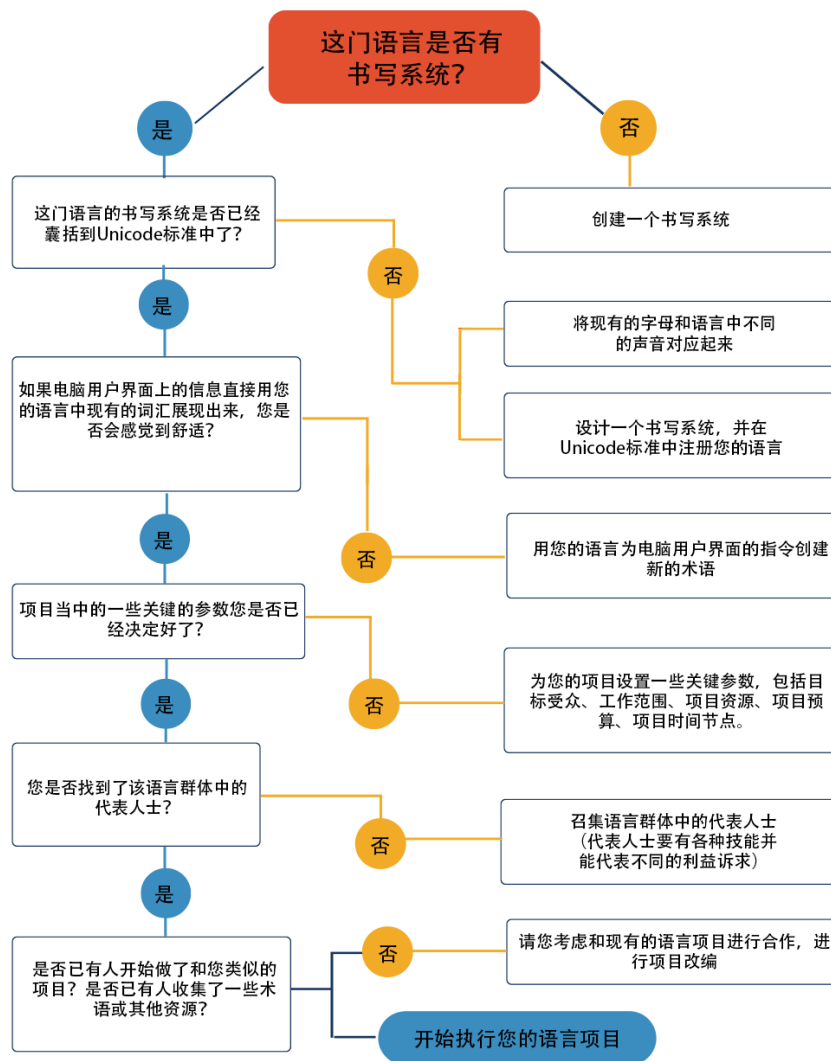 这门语言是否有
书写系统？
是
否
这门语言的书写系统是否已经
囊括到Unicode标准中了？
创建一个书写系统
否
是
将现有的字母和语言中不同
的声音对应起来
如果电脑用户界面上的信息直接用您
的语言中现有的词汇展现出来，您是
否会感觉到舒适？
设计一个书写系统，并在
Unicode标准中注册您的语言
是
否
用您的语言为电脑用户界面的指令创建
新的术语
项目当中的一些关键的参数您是否已
经决定好了？
是
否
为您的项目设置一些关键参数，包括目
标受众、工作范围、项目资源、项目预
算、项目时间节点。
您是否找到了该语言群体中的
代表人士？
否
召集语言群体中的代表人士
（代表人士要有各种技能并
能代表不同的利益诉求）
是
是否已有人开始做了和您类似的
项目？是否已有人收集了一些术
语或其他资源？
否
请您考虑和现有的语言项目进行合作，进
行项目改编
开始执行您的语言项目